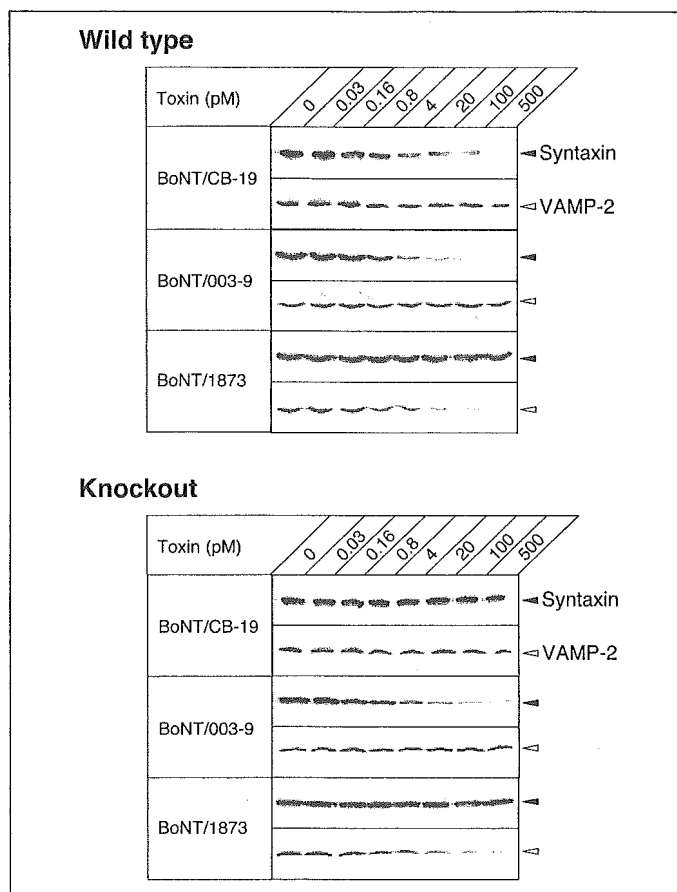 Wild type
Toxin (pM) 0 0.03 0.16 0.8 4 20 100 500
BoNT/CB-19
Syntaxin
VAMP-2
BoNT/003-9
BoNT/1873
Knockout
Toxin (pM) 0 0.03 0.16 0.8 4 20 100 500
BoNT/CB-19
Syntaxin
VAMP-2
BoNT/003-9
BoNT/1873